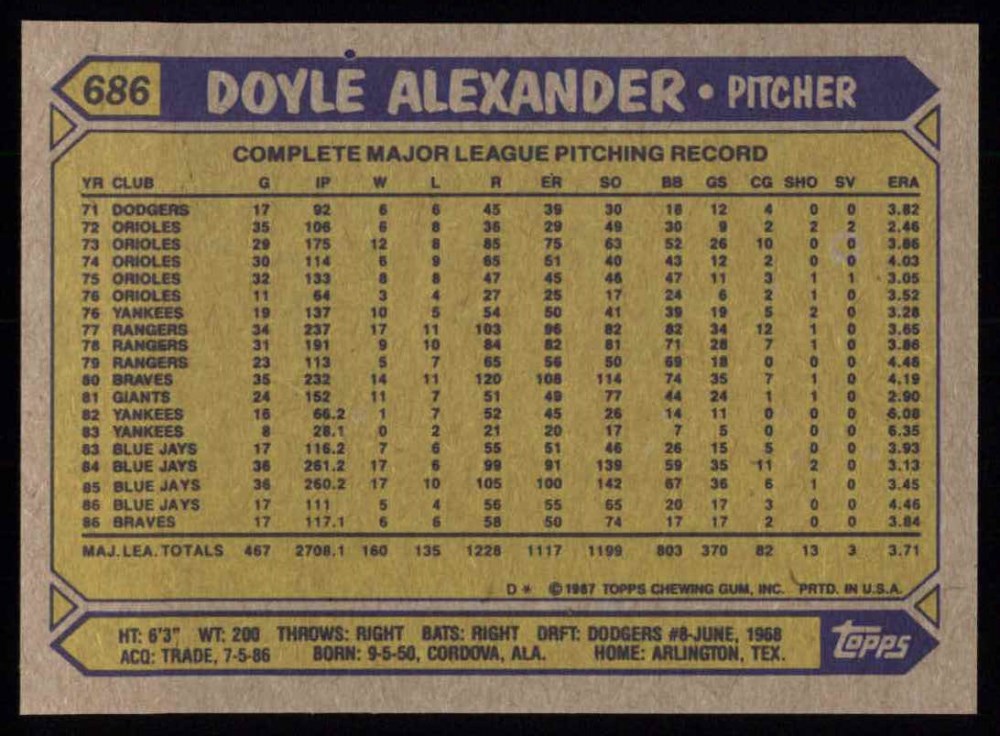 686 DOYLE ALEXANDER • PITCHER
COMPLETE MAJOR LEAGUE PITCHING RECORD
YR CLUB G IP W L R ER SO BB GS CG SHO SV ERA
71 DODGERS 17 92 6 6 45 39 30 18 12 4 0 0 3.82
72 ORIOLES 35 106 6 8 36 29 49 30 9 2 2 2 2.46
73 ORIOLES 29 175 12 8 85 75 63 52 26 10 0 0 3.86
74 ORIOLES 30 114 6 9 65 51 40 43 12 2 0 0 4.03
75 ORIOLES 32 133 8 8 47 45 46 47 11 3 1 1 3.05
76 ORIOLES 11 64 3 4 27 25 17 24 6 2 1 0 3.52
76 YANKEES 19 137 10 5 54 50 41 39 19 5 2 0 3.28
77 RANGERS 34 237 17 11 103 96 82 82 34 12 1 0 3.65
78 RANGERS 31 191 9 10 84 82 81 71 28 7 1 0 3.86
79 RANGERS 23 113 5 7 65 56 50 69 18 0 0 0 4.46
80 BRAVES 35 232 14 11 120 108 114 74 35 7 1 0 4.19
81 GIANTS 24 152 11 7 51 49 77 44 24 1 1 0 2.90
82 YANKEES 16 66.2 1 7 52 45 26 14 11 0 0 0 6.08
83 YANKEES 8 28.1 0 2 21 20 17 7 5 0 0 0 6.35
83 BLUE JAYS 17 116.2 7 6 55 51 46 26 15 5 0 0 3.93
84 BLUE JAYS 36 261.2 17 6 99 91 139 59 35 11 2 0 3.13
85 BLUE JAYS 36 260.2 17 10 105 100 142 67 36 6 1 0 3.45
86 BLUE JAYS 17 111 5 4 56 55 65 20 17 3 0 0 4.46
86 BRAVES 17 117.1 6 6 58 50 74 17 17 2 0 0 3.84
MAJ. LEA. TOTALS 467 2708.1 160 135 1228 1117 1199 803 370 82 13 3 3.71
D * © 1987 TOPPS CHEWING GUM, INC. PRTD. IN U.S.A.
HT: 6'3" WT: 200 THROWS: RIGHT BATS: RIGHT DRFT: DODGERS #8-JUNE, 1968
ACQ: TRADE, 7-5-86 BORN: 9-5-50, CORDOVA, ALA. HOME: ARLINGTON, TEX.
TOPPS